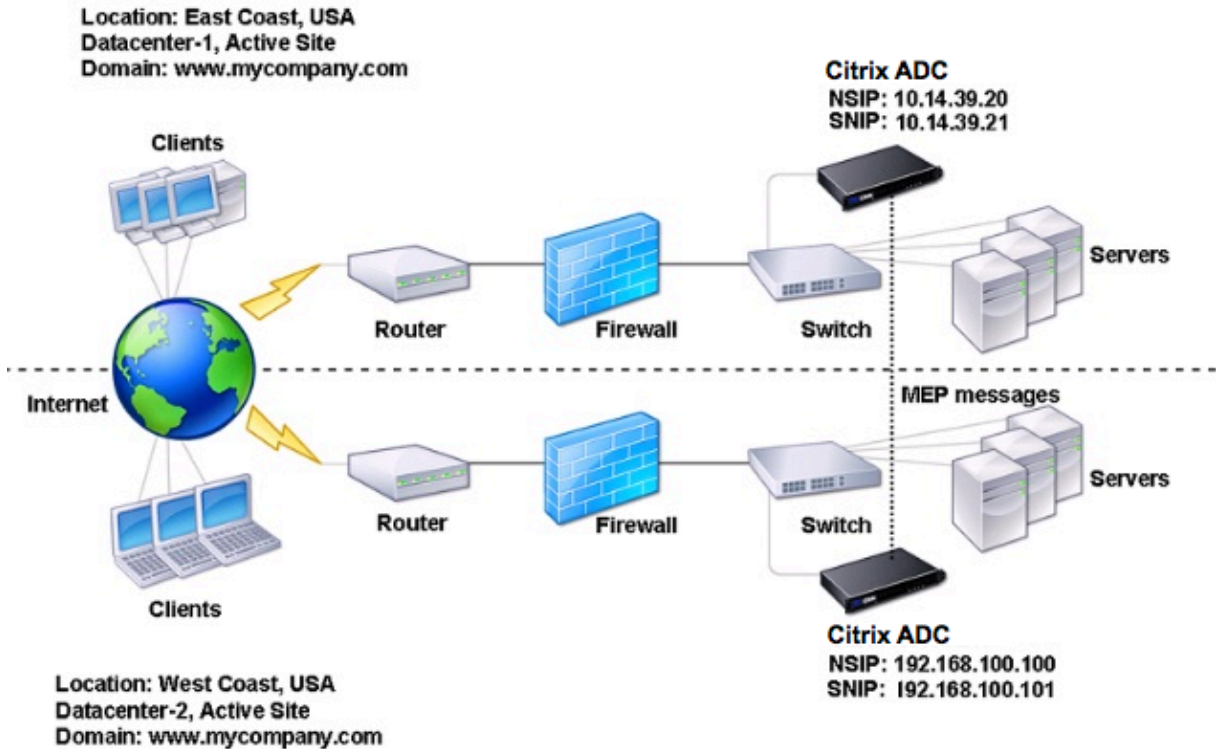 Location: East Coast, USA
Datacenter-1, Active Site
Domain: www.mycompany.com
Citrix ADC
NSIP: 10.14.39.20
SNIP: 10.14.39.21
Clients
Servers
Router
Firewall
Switch
Internet
MEP messages
Servers
Router
Firewall
Switch
Clients
Citrix ADC
NSIP: 192.168.100.100
SNIP: 192.168.100.101
Location: West Coast, USA
Datacenter-2, Active Site
Domain: www.mycompany.com